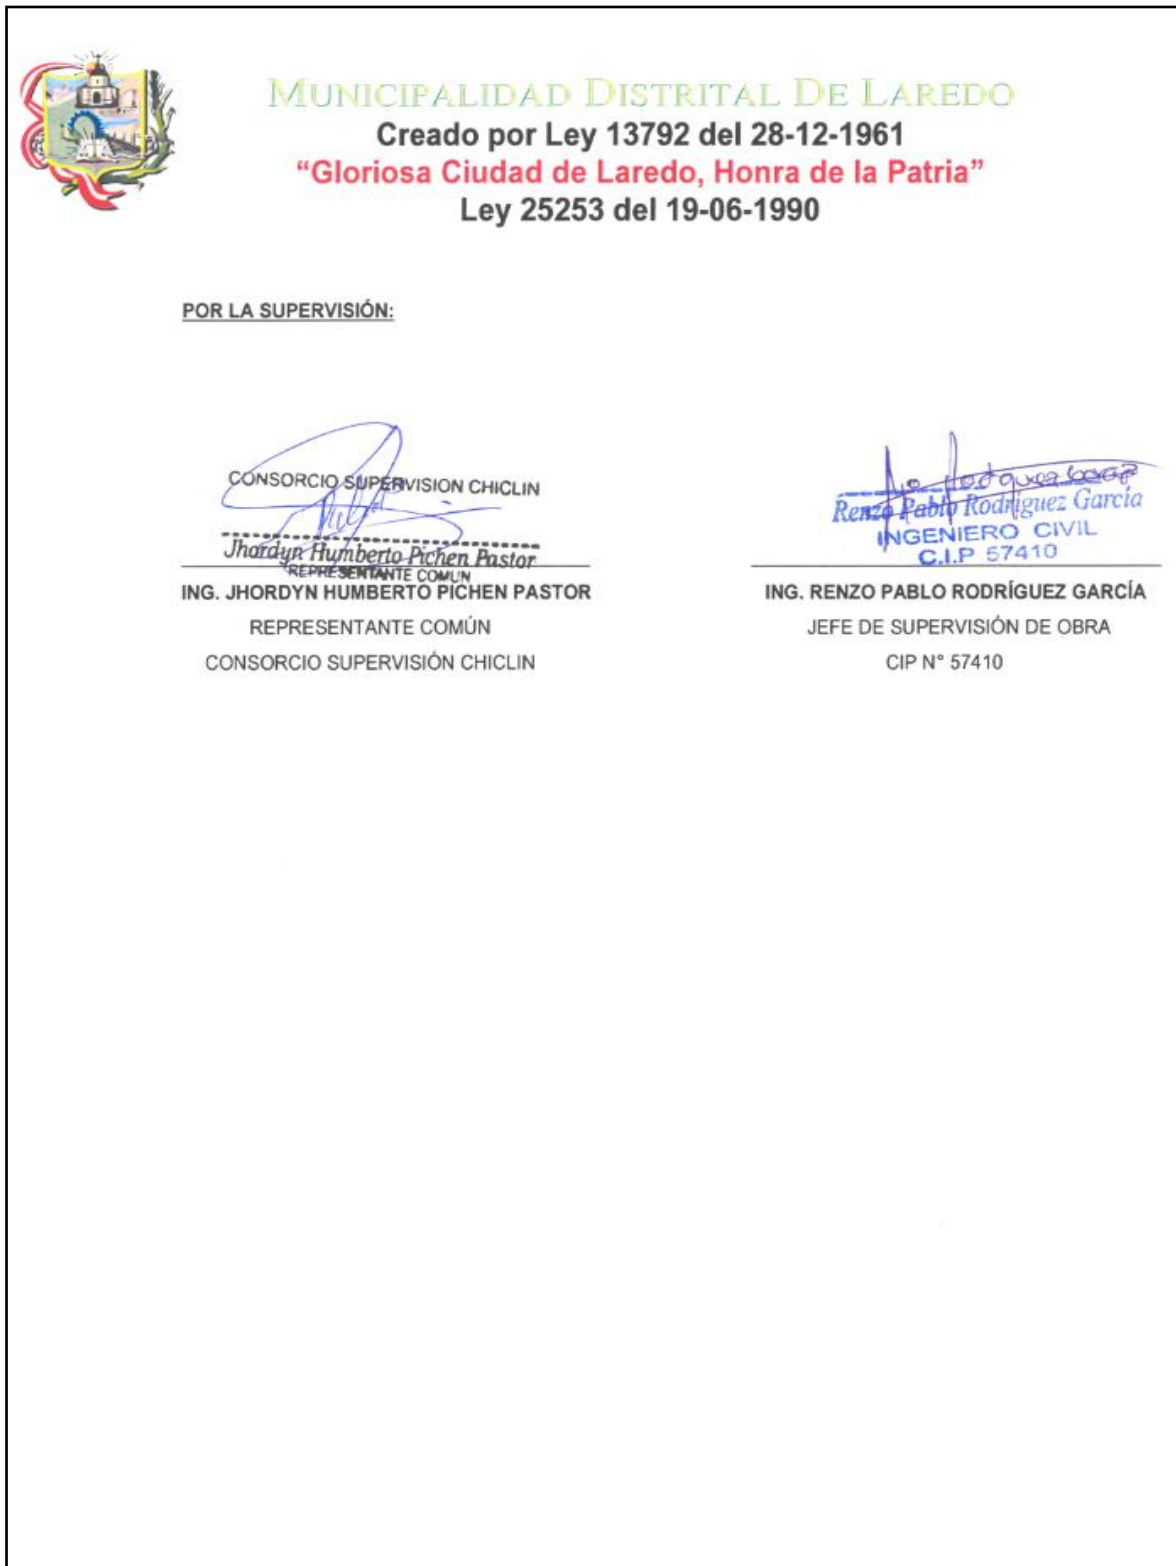 MUNICIPALIDAD DISTRITAL DE LAREDO
Creado por Ley 13792 del 28-12-1961
“Gloriosa Ciudad de Laredo, Honra de la Patria”
Ley 25253 del 19-06-1990
POR LA SUPERVISIÓN:
CONSORCIO SUPERVISION CHICLIN
Jhordyn Humberto Pichen Pastor
REPRESENTANTE COMÚN
ING. JHORDYN HUMBERTO PICHEN PASTOR
REPRESENTANTE COMÚN
CONSORCIO SUPERVISIÓN CHICLIN
Renzo Pablo Rodríguez García
INGENIERO CIVIL
C.I.P 57410
ING. RENZO PABLO RODRÍGUEZ GARCÍA
JEFE DE SUPERVISIÓN DE OBRA
CIP N° 57410